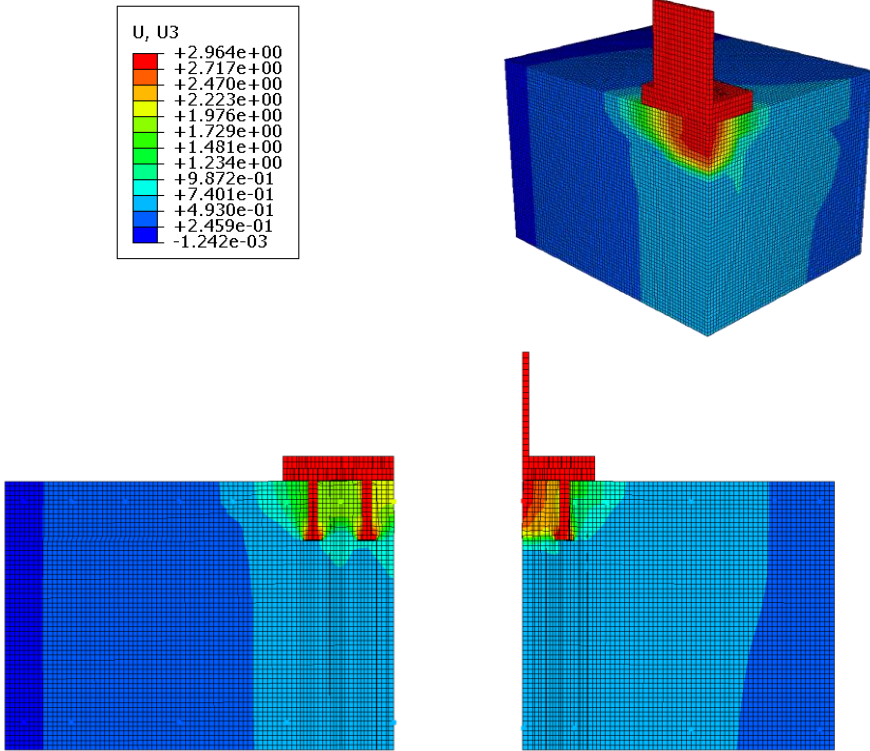 U, U3
+2.964e+00
+2.717e+00
+2.470e+00
+2.223e+00
+1.976e+00
+1.729e+00
+1.481e+00
+1.234e+00
+9.872e-01
+7.401e-01
+4.930e-01
+2.459e-01
-1.242e-03